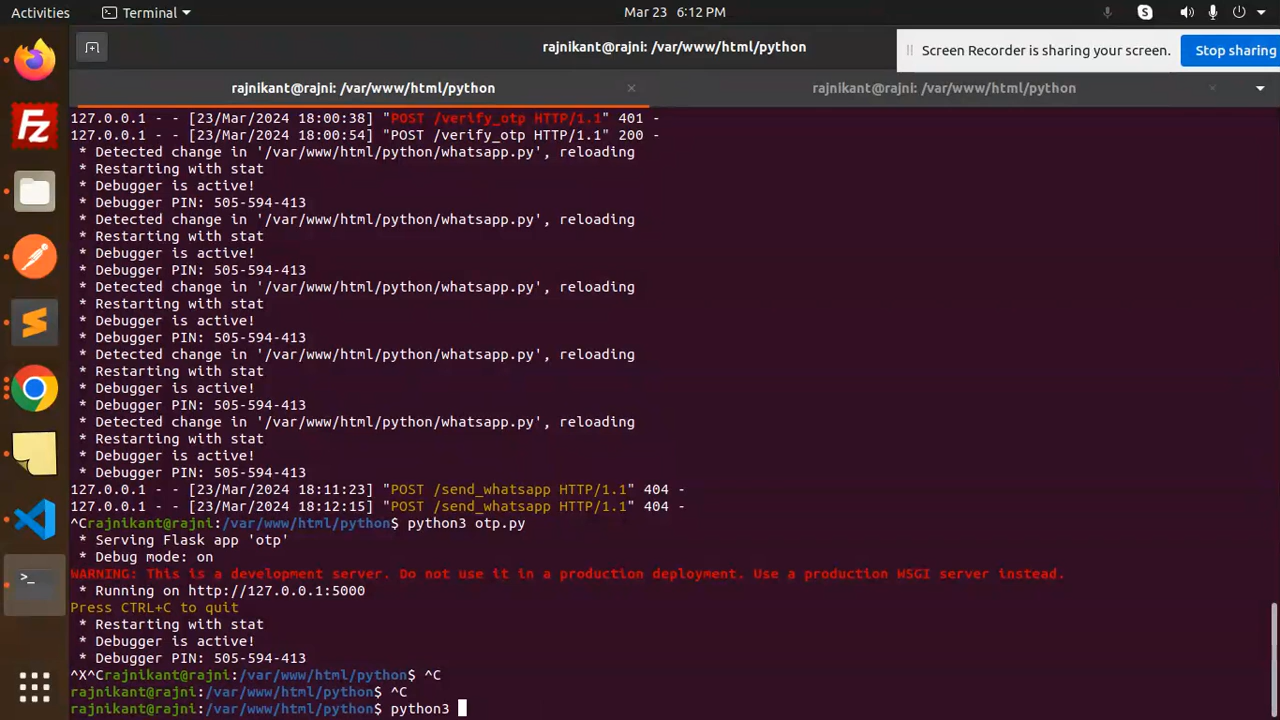 Activities
Terminal
Mar 23 6:12 PM
rajnikant@rajni: /var/www/html/python
Screen Recorder is sharing your screen.
Stop sharing
rajnikant@rajni: /var/www/html/python
rajnikant@rajni: /var/www/html/python
127.0.0.1 - - [23/Mar/2024 18:00:38] "POST /verify_otp HTTP/1.1" 401 -
127.0.0.1 - - [23/Mar/2024 18:00:54] "POST /verify_otp HTTP/1.1" 200 -
* Detected change in '/var/www/html/python/whatsapp.py', reloading
* Restarting with stat
* Debugger is active!
* Debugger PIN: 505-594-413
* Detected change in '/var/www/html/python/whatsapp.py', reloading
* Restarting with stat
* Debugger is active!
* Debugger PIN: 505-594-413
* Detected change in '/var/www/html/python/whatsapp.py', reloading
* Restarting with stat
* Debugger is active!
* Debugger PIN: 505-594-413
* Detected change in '/var/www/html/python/whatsapp.py', reloading
* Restarting with stat
* Debugger is active!
* Debugger PIN: 505-594-413
* Detected change in '/var/www/html/python/whatsapp.py', reloading
* Restarting with stat
* Debugger is active!
* Debugger PIN: 505-594-413
127.0.0.1 - - [23/Mar/2024 18:11:23] "POST /send_whatsapp HTTP/1.1" 404 -
127.0.0.1 - - [23/Mar/2024 18:12:15] "POST /send_whatsapp HTTP/1.1" 404 -
^Crajnikant@rajni:/var/www/html/python$ python3 otp.py
* Serving Flask app 'otp'
* Debug mode: on
WARNING: This is a development server. Do not use it in a production deployment. Use a production WSGI server instead.
* Running on http://127.0.0.1:5000
Press CTRL+C to quit
* Restarting with stat
* Debugger is active!
* Debugger PIN: 505-594-413
^X^Crajnikant@rajni:/var/www/html/python$ ^C
rajnikant@rajni:/var/www/html/python$ ^C
rajnikant@rajni:/var/www/html/python$ python3